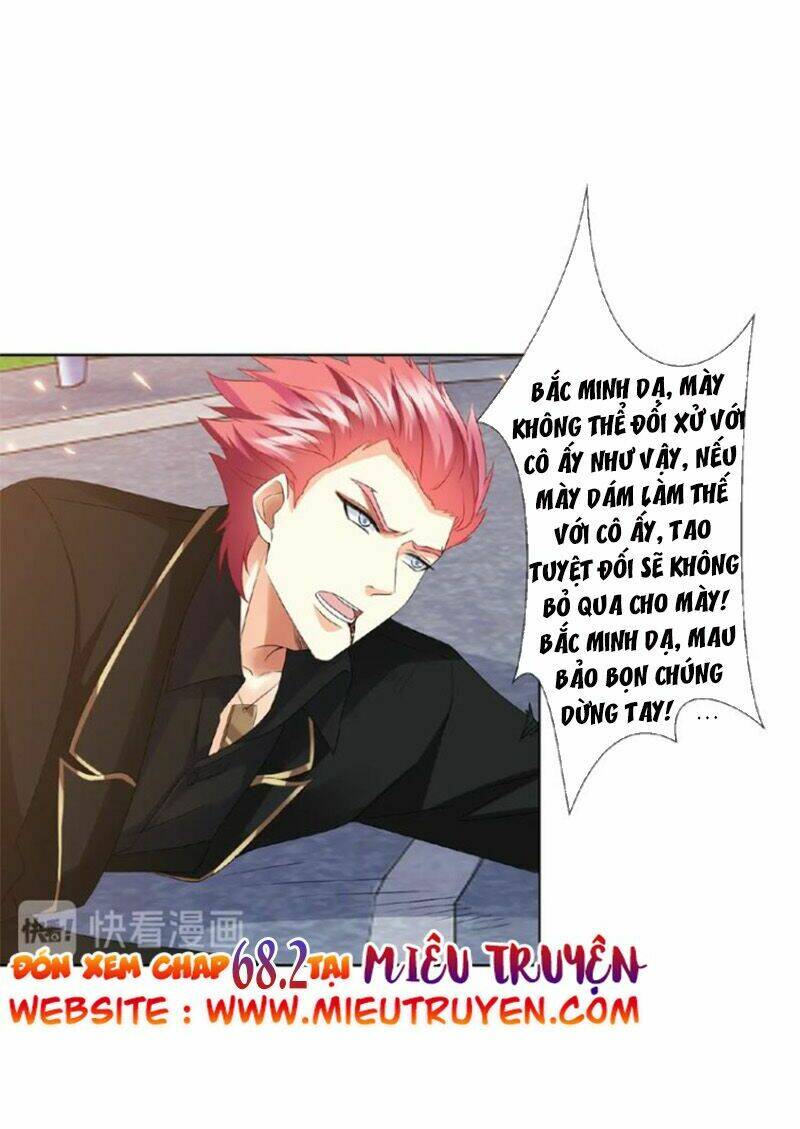 BẮC MINH DẠ, MÀY
KHÔNG THỂ ĐỐI XỬ VỚI
CÔ ẤY NHƯ VẬY, NẾU
MÀY DÁM LÀM THẾ
VỚI CÔ ẤY, TAO
TUYỆT ĐỐI SẼ KHÔNG
BỎ QUA CHO MÀY!
BẮC MINH DẠ, MAU
BẢO BỌN CHÚNG
DỪNG TAY! ...
快看! 快看漫画
ĐÓN XEM CHAP 68.2 TẠI MIÊU TRUYỆN
WEBSITE : WWW.MIEUTRUYEN.COM